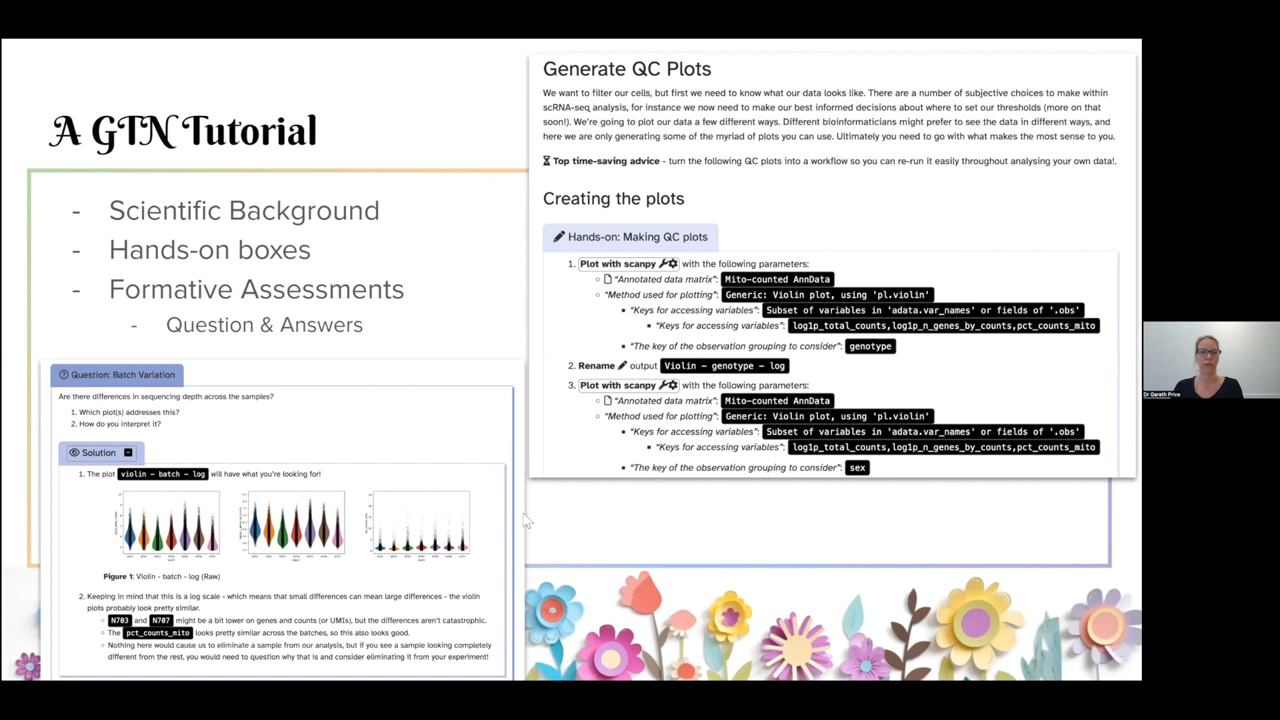 A GTN Tutorial
- Scientific Background
- Hands-on boxes
- Formative Assessments
- Question & Answers
Question: Batch Variation
Are there differences in sequencing depth across the samples?
1. Which plot(s) addresses this?
2. How do you interpret it?
Solution
1. The plot violin - batch - log will have what you're looking for!
Figure 1: Violin - batch - log (Raw)
2. Keeping in mind that this is a log scale - which means that small differences can mean large differences - the violin
plots probably look pretty similar.
N703 and N707 might be a bit lower on genes and counts (or UMIs), but the differences aren't catastrophic.
The pct_counts_mito looks pretty similar across the batches, so this also looks good.
Nothing here would cause us to eliminate a sample from our analysis, but if you see a sample looking completely
different from the rest, you would need to question why that is and consider eliminating it from your experiment!
Generate QC Plots
We want to filter our cells, but first we need to know what our data looks like. There are a number of subjective choices to make within
scRNA-seq analysis, for instance we now need to make our best informed decisions about where to set our thresholds (more on that
soon!). We're going to plot our data a few different ways. Different bioinformaticians might prefer to see the data in different ways, and
here we are only generating some of the myriad of plots you can use. Ultimately you need to go with what makes the most sense to you.
Top time-saving advice - turn the following QC plots into a workflow so you can re-run it easily throughout analysing your own data!.
Creating the plots
Hands-on: Making QC plots
1. Plot with scanpy with the following parameters:
"Annotated data matrix": Mito-counted AnnData
"Method used for plotting": Generic: Violin plot, using 'pl.violin'
"Keys for accessing variables": Subset of variables in 'adata.var_names' or fields of '.obs'
"Keys for accessing variables": log1p_total_counts,log1p_n_genes_by_counts,pct_counts_mito
"The key of the observation grouping to consider": genotype
2. Rename output Violin - genotype - log
3. Plot with scanpy with the following parameters:
"Annotated data matrix": Mito-counted AnnData
"Method used for plotting": Generic: Violin plot, using 'pl.violin'
"Keys for accessing variables": Subset of variables in 'adata.var_names' or fields of '.obs'
"Keys for accessing variables": log1p_total_counts,log1p_n_genes_by_counts,pct_counts_mito
"The key of the observation grouping to consider": sex
Dr Gareth Price